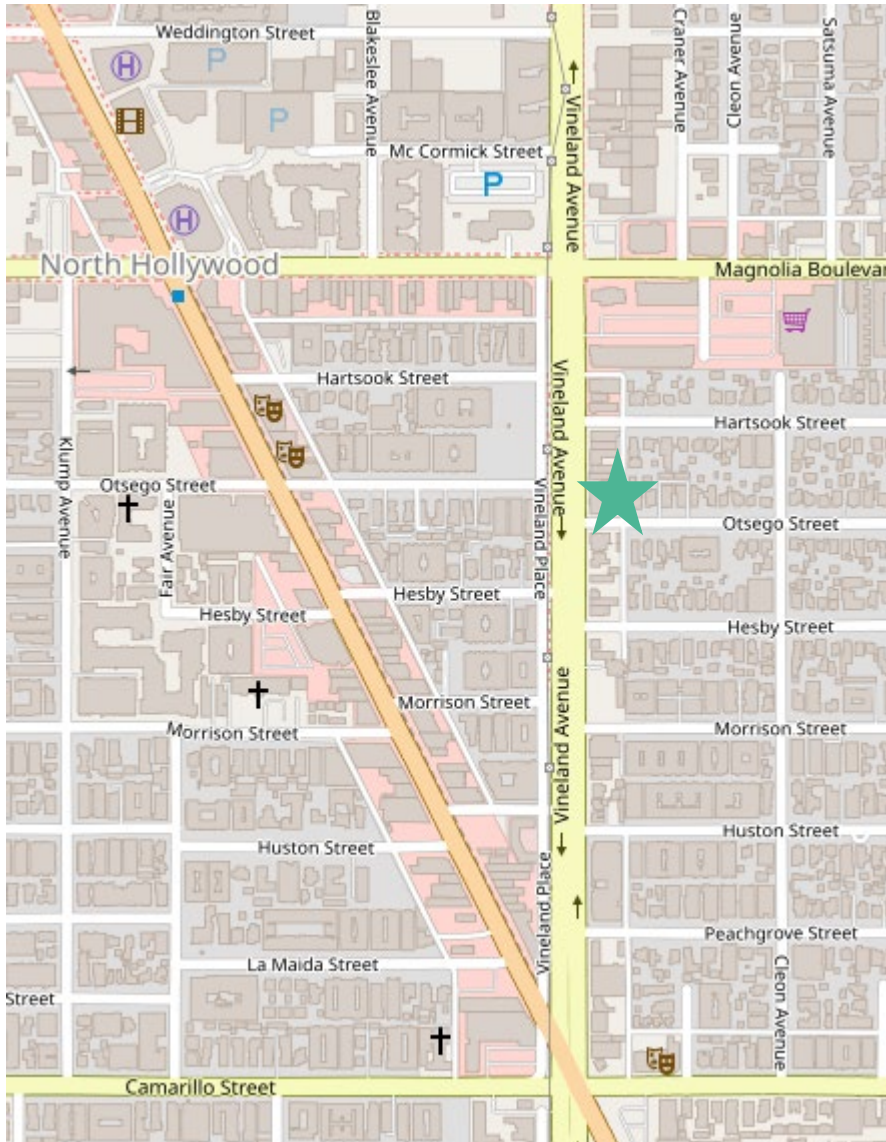 Weddington Street
Blakeslee Avenue
Craner Avenue
Cleon Avenue
Satsuma Avenue
H
P
P
Vineland Avenue
Mc Cormick Street
P
H
North Hollywood
Magnolia Boulevar
Hartsook Street
Vineland Avenue
Hartsook Street
Klump Avenue
Otsego Street
Vineland Place
Otsego Street
Fair Avenue
Hesby Street
Hesby Street
Hesby Street
Vineland Avenue
Morrison Street
Morrison Street
Morrison Street
Huston Street
Huston Street
Vineland Place
Peachgrove Street
La Maida Street
Cleon Avenue
Street
Camarillo Street